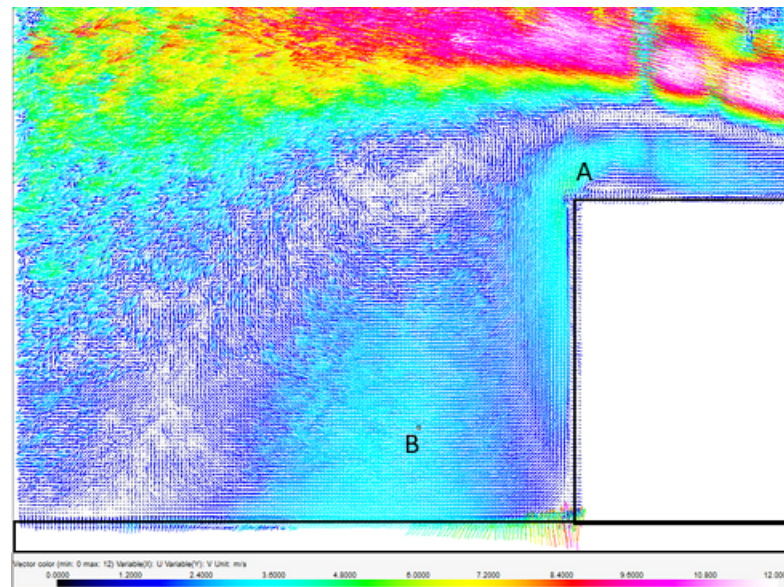 A
B
Vector color (min: 0 max: 12) Variable(X): U Variable(Y): V Unit: m/s
0.0000 1.2000 2.4000 3.6000 4.8000 6.0000 7.2000 8.4000 9.6000 10.800 12.00